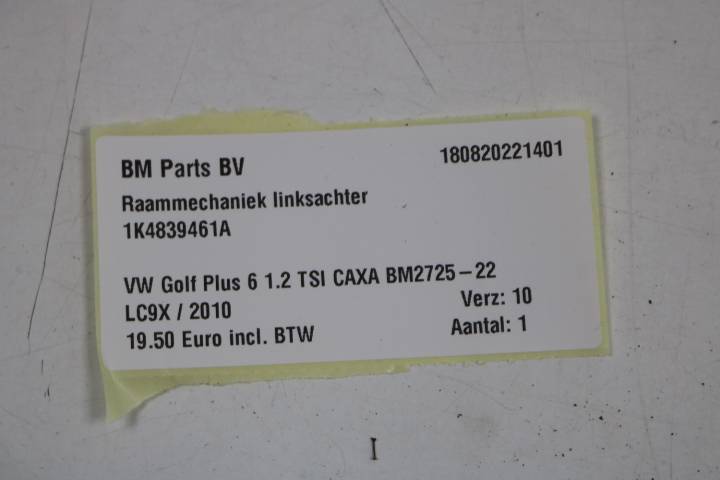 BM Parts BV 180820221401
Raammechaniek linksachter
1K4839461A
VW Golf Plus 6 1.2 TSI CAXA BM2725-22
LC9X / 2010 Verz: 10
19.50 Euro incl. BTW Aantal: 1